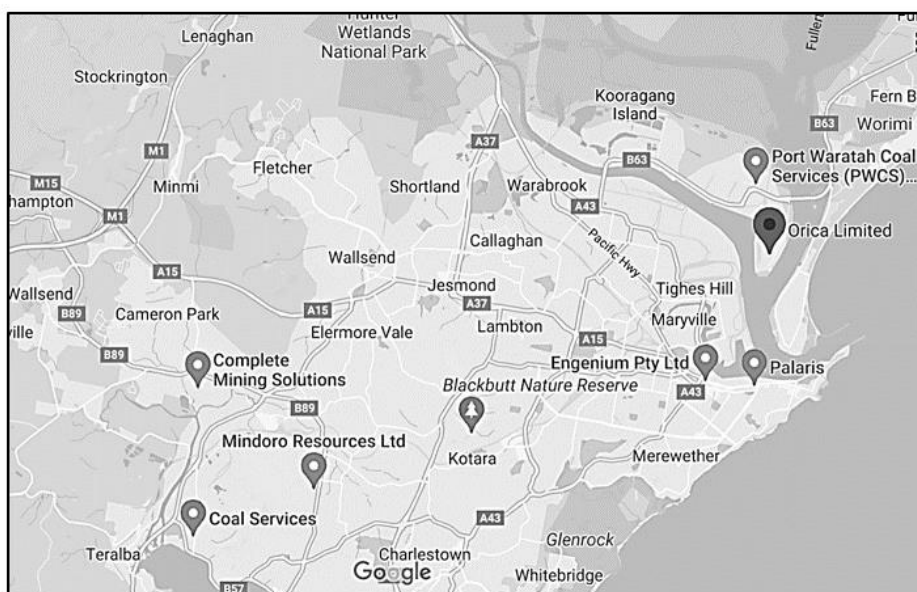 Hunter
Wetlands
National Park
Lenaghan
Stockrington
Fullen
Kooragang
Island
Fern B
B63
Worimi
M1
A37
B63
Fletcher
Port Waratah Coal
Services (PWCS)...
M15
Minmi
Shortland
Warabrook
hampton
M1
A43
Orica Limited
Callaghan
Pacific Hwy
Wallsend
A15
Wallsend
ville
B89
Cameron Park
A15
Jesmond
A37
Tighes Hill
Maryville
Elermore Vale
Lambton
A15
B89
Complete
Mining Solutions
Engenium Pty Ltd
Palaris
Blackbutt Nature Reserve
A43
B89
Mindoro Resources Ltd
Kotara
Merewether
Coal Services
A43
Teralba
Charlestown
Glenrock
Google
Whitebridge
B57